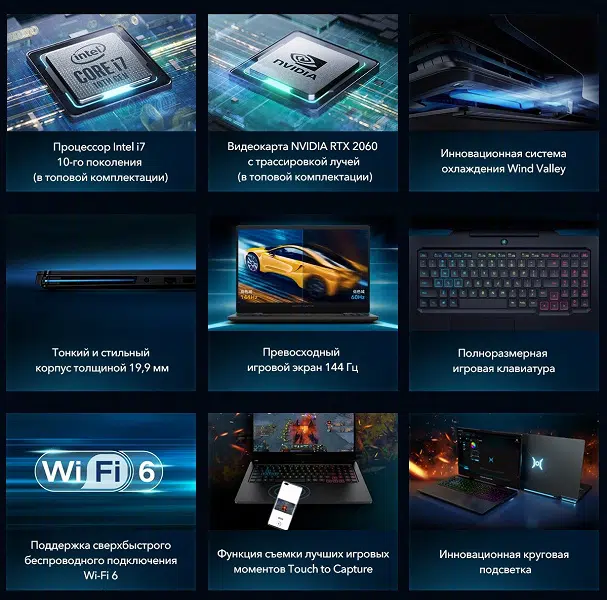 intel
CORE i7
10TH GEN
Процессор Intel i7
10-го поколения
(в топовой комплектации)
NVIDIA
Видеокарта NVIDIA RTX 2060
с трассировкой лучей
(в топовой комплектации)
Инновационная система
охлаждения Wind Valley
Тонкий и стильный
корпус толщиной 19,9 мм
144Hz
60Hz
Превосходный
игровой экран 144 Гц
Полноразмерная
игровая клавиатура
Wi Fi 6
Поддержка сверхбыстрого
беспроводного подключения
Wi-Fi 6
Функция съемки лучших игровых
моментов Touch to Capture
Инновационная круговая
подсветка